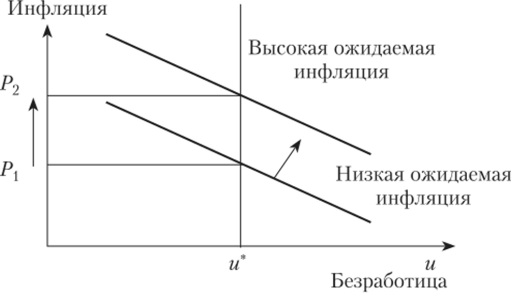 Инфляция
Высокая ожидаемая
инфляция
P2
P1
Низкая ожидаемая
инфляция
u*
u
Безработица